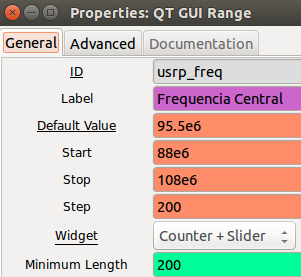 Properties: QT GUI Range
General Advanced Documentation
ID usrp_freq
Label Frequencia Central
Default Value 95.5e6
Start 88e6
Stop 108e6
Step 200
Widget Counter + Slider
Minimum Length 200